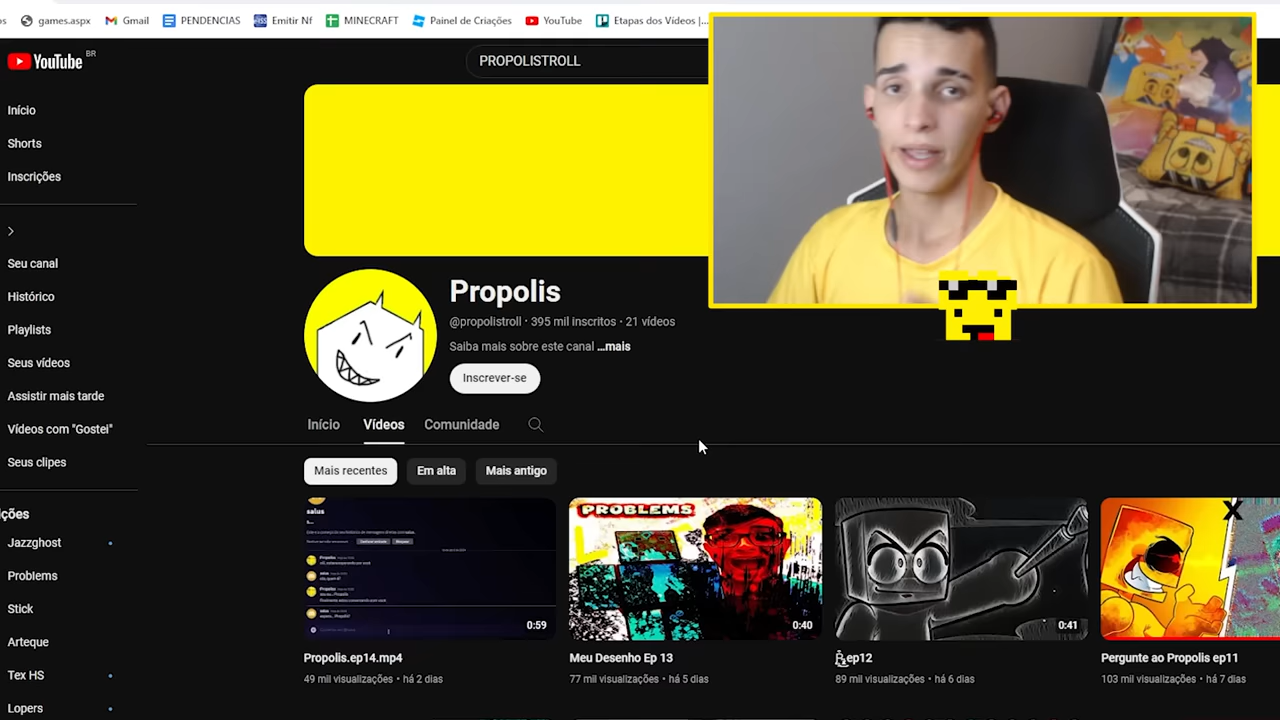 os games.aspx Gmail PENDENCIAS Emitir Nf MINECRAFT Painel de Criações YouTube Etapas dos Vídeos |...
YouTube BR
PROPOLISTROLL
Início
Shorts
Inscrições
Seu canal
Histórico
Playlists
Seus vídeos
Assistir mais tarde
Vídeos com "Gostei"
Seus clipes
ções
Jazzghost
Problems
Stick
Arteque
Tex HS
Lopers
Propolis
@propolistroll · 395 mil inscritos · 21 vídeos
Saiba mais sobre este canal ...mais
Inscrever-se
Início Vídeos Comunidade
Mais recentes Em alta Mais antigo
salus
0:59
PROBLEMS
0:40
0:41
X
Propolis.ep14.mp4 Meu Desenho Ep 13 ep12 Pergunte ao Propolis ep11
49 mil visualizações · há 2 dias 77 mil visualizações · há 5 dias 89 mil visualizações · há 6 dias 103 mil visualizações · há 7 dias